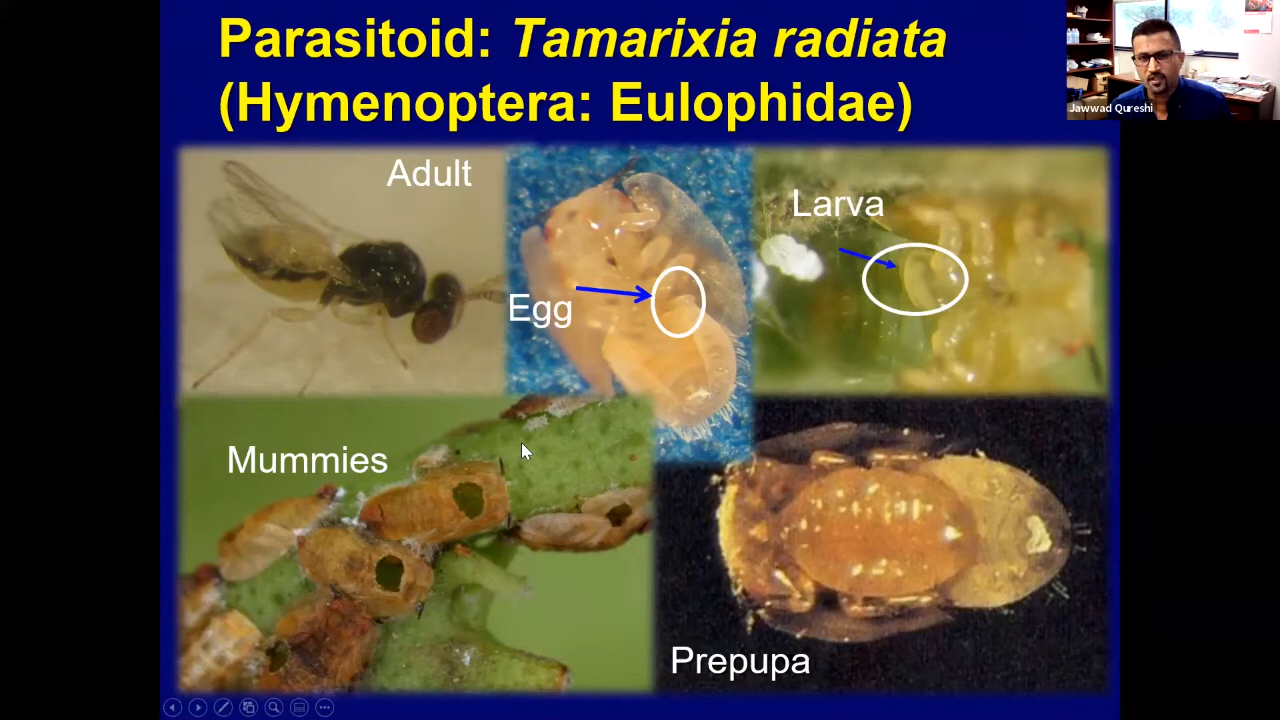 Parasitoid: Tamarixia radiata
(Hymenoptera: Eulophidae)
Jawwad Qureshi
Adult
Egg
Larva
Mummies
Prepupa